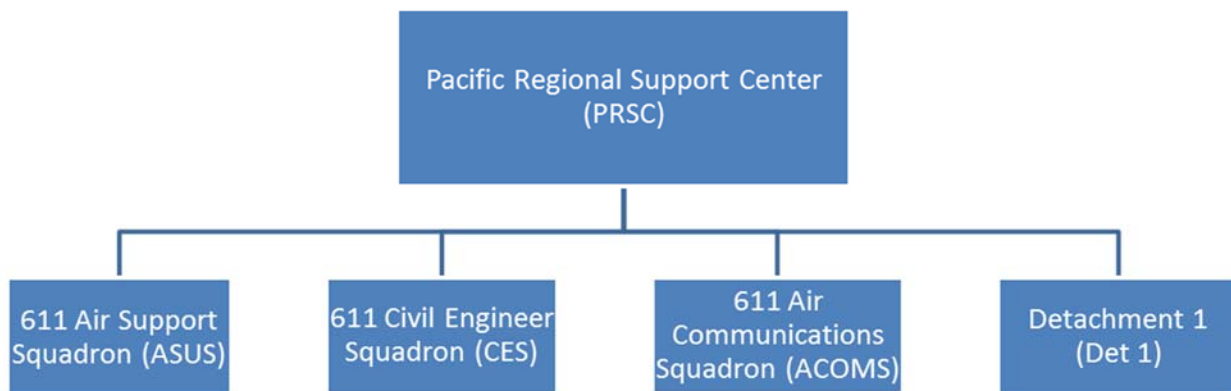 Pacific Regional Support Center
(PRSC)
611 Air Support
Squadron (ASUS)
611 Civil Engineer
Squadron (CES)
611 Air
Communications
Squadron (ACOMS)
Detachment 1
(Det 1)